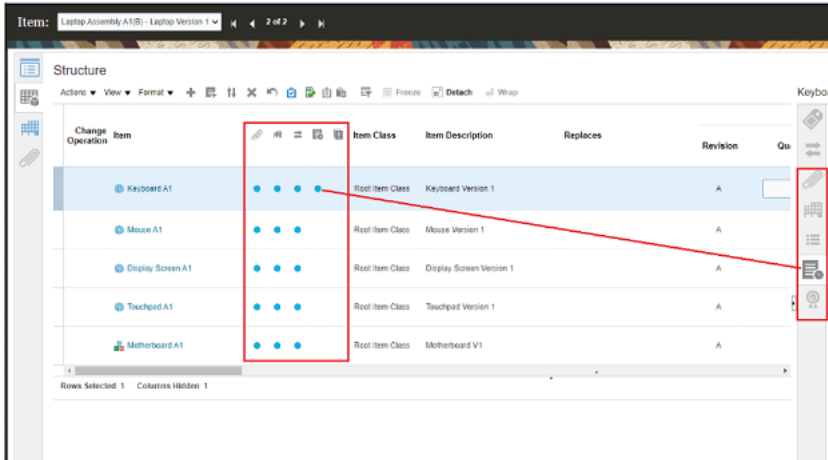 Item: Laptop Assembly A1(B) - Laptop Version 1 2 of 2
Structure
Actions View Format Freeze Detach Wrap
Keyboa
Change Operation Item Item Class Item Description Replaces Revision Qu
Keyboard A1 Root Item Class Keyboard Version 1 A
Mouse A1 Root Item Class Mouse Version 1 A
Display Screen A1 Root Item Class Display Screen Version 1 A
Touchpad A1 Root Item Class Touchpad Version 1 A
Motherboard A1 Root Item Class Motherboard V1 A
Rows Selected 1 Columns Hidden 1